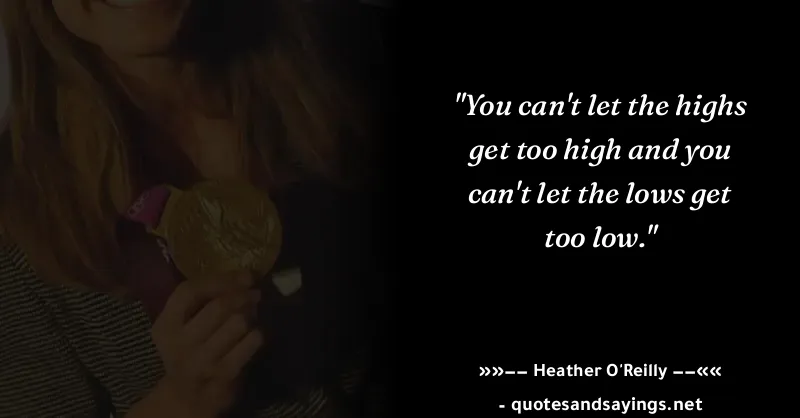 "You can't let the highs
get too high and you
can't let the lows get
too low."
»»−− Heather O'Reilly −−««
- quotesandsayings.net